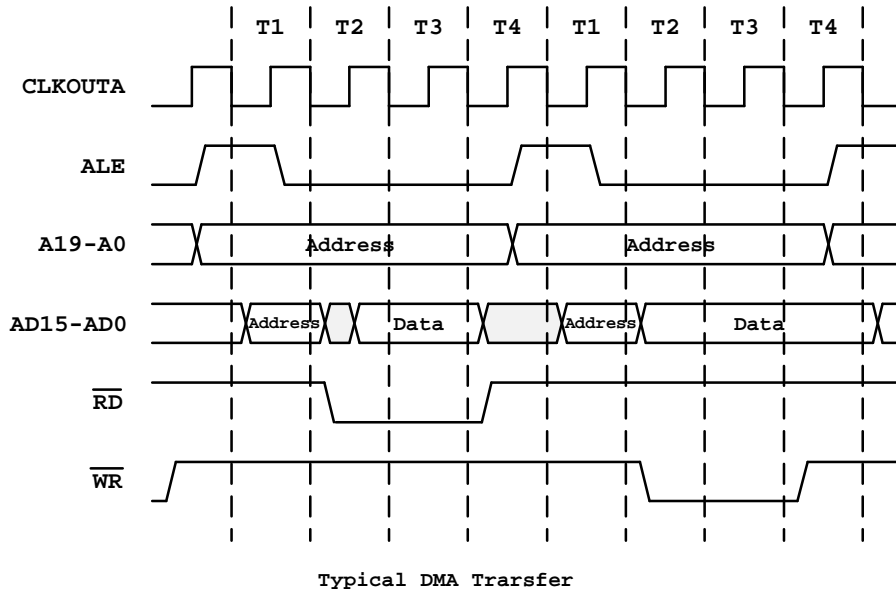 T1 T2 T3 T4 T1 T2 T3 T4
CLKOUTA
ALE
A19-A0 Address Address
AD15-AD0 Address Data Address Data
RD
WR
Typical DMA Trarsfer